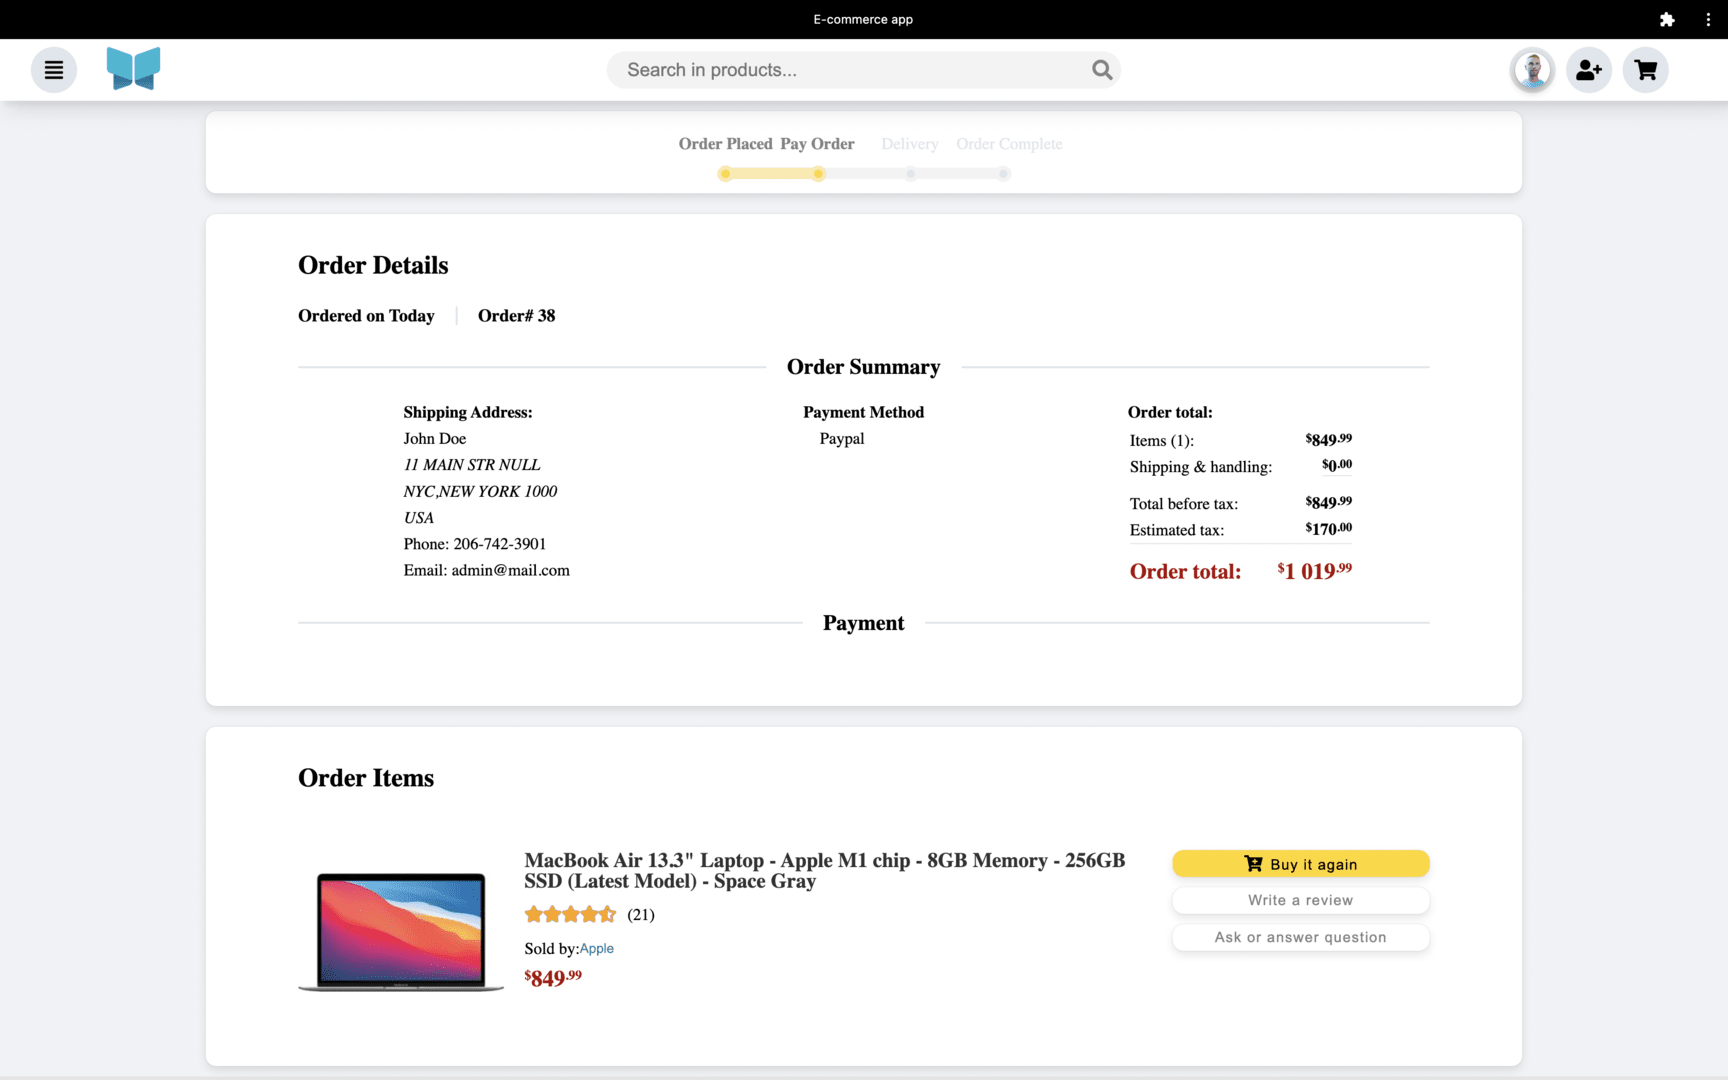 E-commerce app
Search in products...
Order Placed Pay Order Delivery Order Complete
Order Details
Ordered on Today Order# 38
Order Summary
Shipping Address:
John Doe
11 MAIN STR NULL
NYC,NEW YORK 1000
USA
Phone: 206-742-3901
Email: admin@mail.com
Payment Method
Paypal
Order total:
Items (1): $849.99
Shipping & handling: $0.00
Total before tax: $849.99
Estimated tax: $170.00
Order total: $1 019.99
Payment
Order Items
MacBook Air 13.3" Laptop - Apple M1 chip - 8GB Memory - 256GB
SSD (Latest Model) - Space Gray
(21)
Sold by:Apple
$849.99
Buy it again
Write a review
Ask or answer question